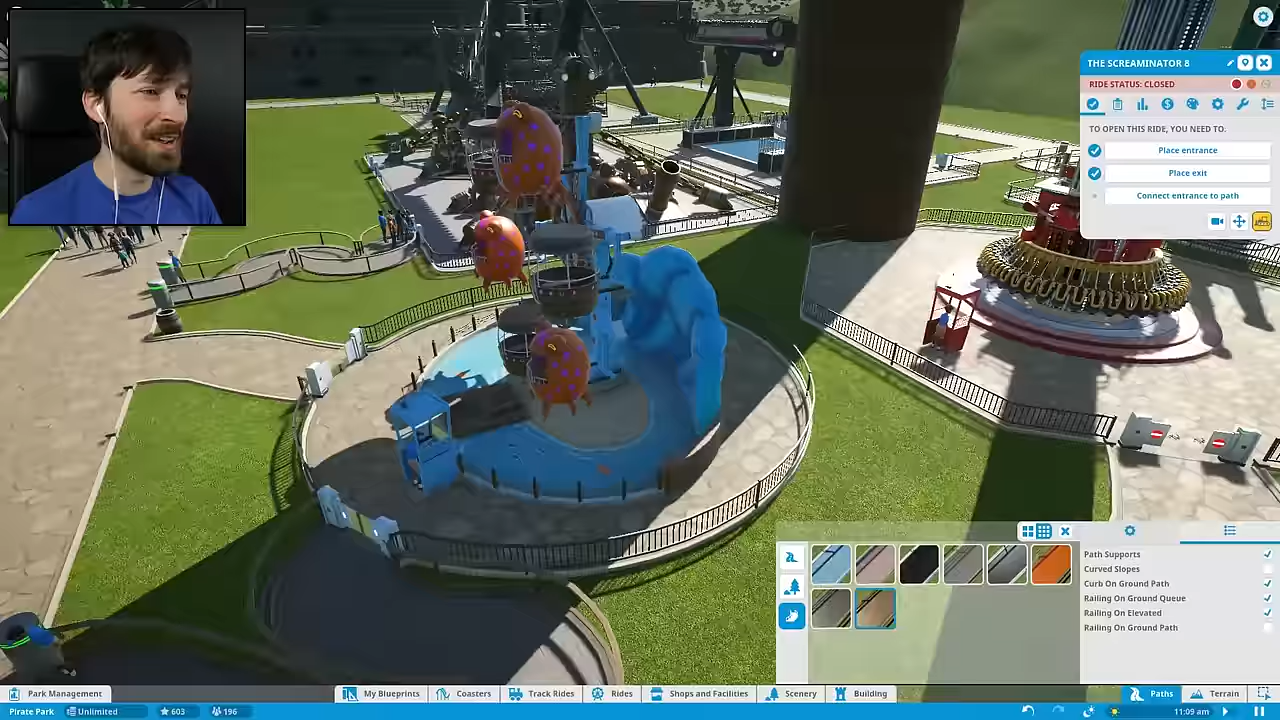 THE SCREAMINATOR 8
RIDE STATUS: CLOSED
TO OPEN THIS RIDE, YOU NEED TO:
Place entrance
Place exit
Connect entrance to path
Path Supports
Curved Slopes
Curb On Ground Path
Railing On Ground Queue
Railing On Elevated
Railing On Ground Path
Park Management
My Blueprints
Coasters
Track Rides
Rides
Shops and Facilities
Scenery
Building
Paths
Terrain
Pirate Park
Unlimited
603
196
11:09 am